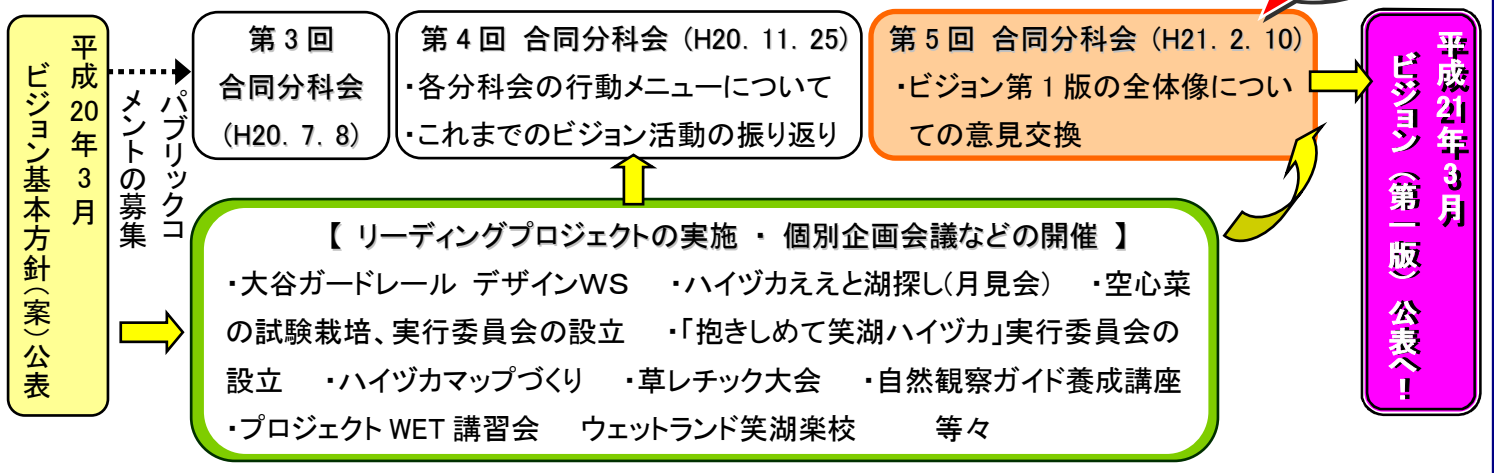 平成20年3月
ビジョン基本方針（案）公表
パブリックコ
メントの募集
第3回
合同分科会
(H20. 7. 8)
第4回 合同分科会 (H20. 11. 25)
・各分科会の行動メニューについて
・これまでのビジョン活動の振り返り
第5回 合同分科会 (H21. 2. 10)
・ビジョン第1版の全体像につい
ての意見交換
【 リーディングプロジェクトの実施 ・ 個別企画会議などの開催 】
・大谷ガードレール デザインWS ・ハイヅカええと湖探し(月見会) ・空心菜
の試験栽培、実行委員会の設立 ・「抱きしめて笑湖ハイヅカ」実行委員会の
設立 ・ハイヅカマップづくり ・草レチック大会 ・自然観察ガイド養成講座
・プロジェクト WET 講習会 ウェットランド笑湖楽校 等々
平成21年3月
ビジョン（第一版）公表へ！